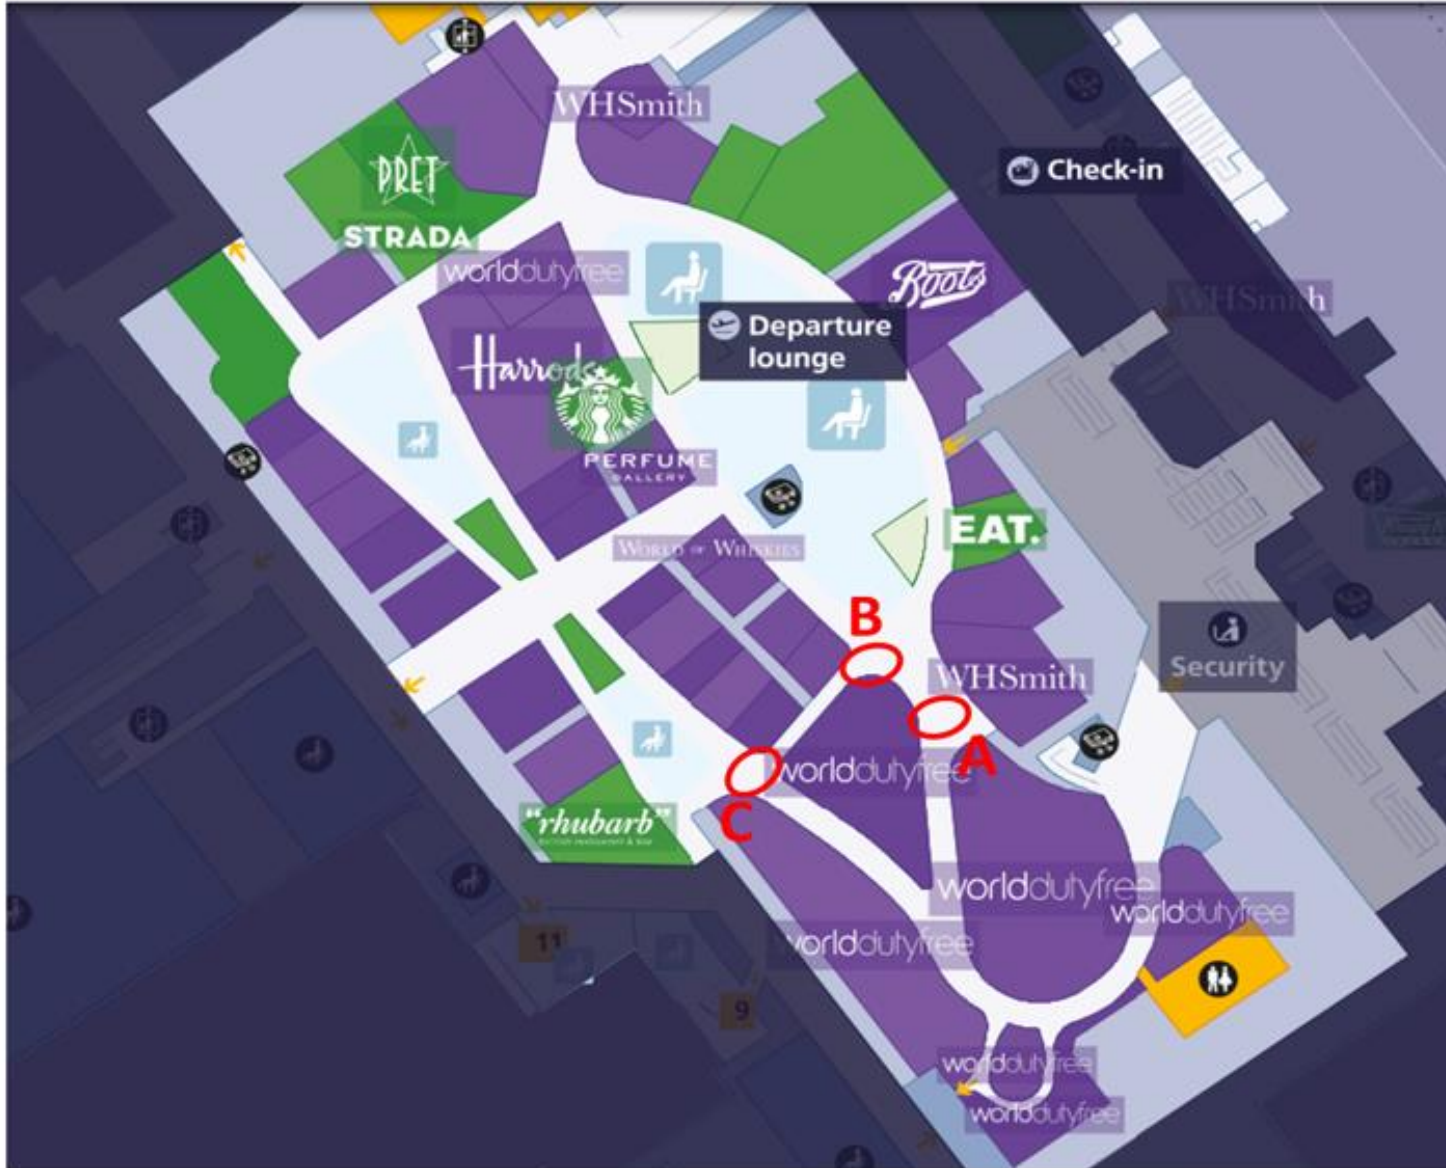 WHSmith
PRET
Check-in
STRADA
worlddutyfree
Boots
WHSmith
Departure
lounge
Harrods
PERFUME
GALLERY
EAT.
WORLD OF WHISKIES
B
Security
WHSmith
A
worlddutyfree
C
"rhubarb"
worlddutyfree
worlddutyfree
worlddutyfree
11
9
worlddutyfree
worlddutyfree